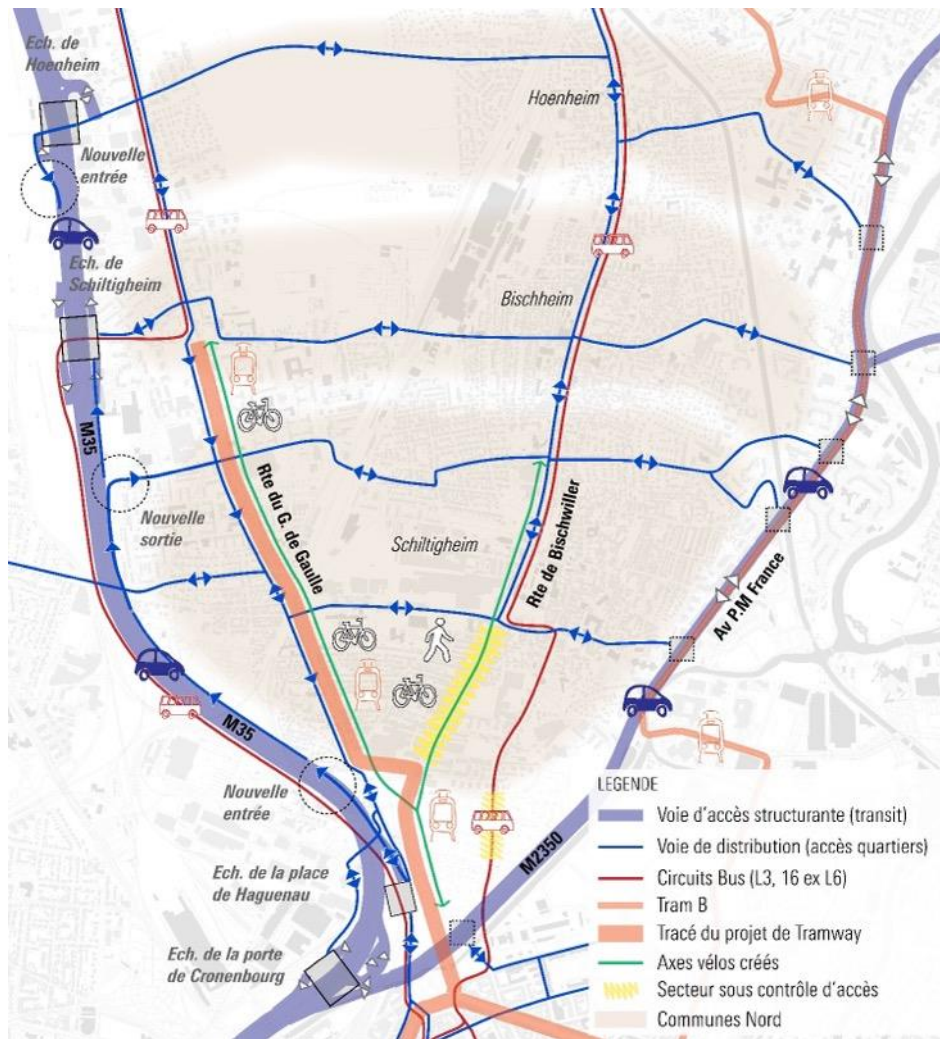 Ech. de
Hoenheim
Hoenheim
Nouvelle
entrée
Ech. de
Schiltigheim
Bischheim
M35
Rte du G. de Gaulle
Nouvelle
sortie
Schiltigheim
Rte de Bischwiller
Av P.M France
M35
Nouvelle
entrée
M2350
Ech. de la place
de Haguenau
Ech. de la porte
de Cronenbourg
LEGENDE
Voie d'accès structurante (transit)
Voie de distribution (accès quartiers)
Circuits Bus (L3, 16 ex L6)
Tram B
Tracé du projet de Tramway
Axes vélos créés
Secteur sous contrôle d'accès
Communes Nord